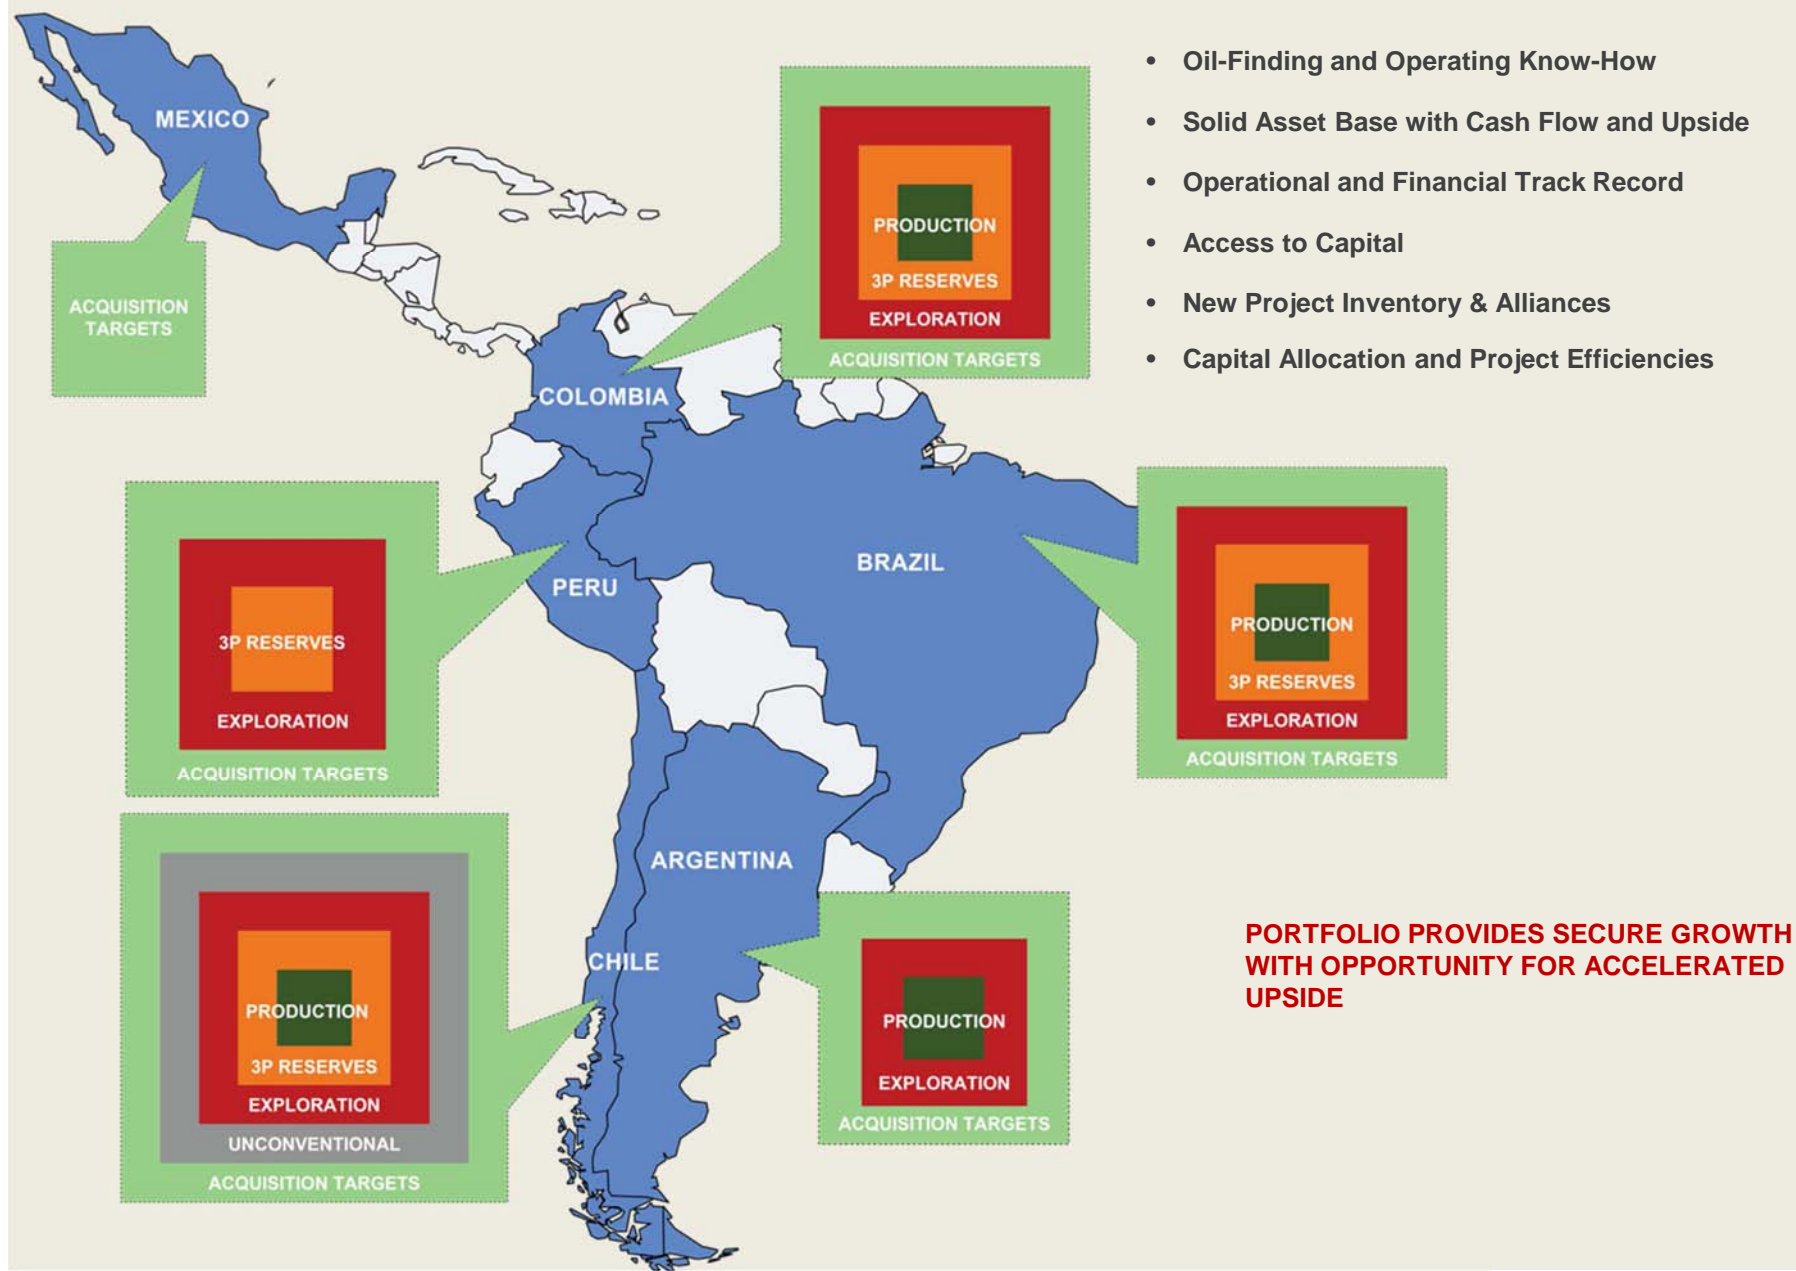 • Oil-Finding and Operating Know-How
• Solid Asset Base with Cash Flow and Upside
• Operational and Financial Track Record
• Access to Capital
• New Project Inventory & Alliances
• Capital Allocation and Project Efficiencies
MEXICO
ACQUISITION
TARGETS
PRODUCTION
3P RESERVES
EXPLORATION
ACQUISITION TARGETS
COLOMBIA
3P RESERVES
EXPLORATION
ACQUISITION TARGETS
PERU
BRAZIL
PRODUCTION
3P RESERVES
EXPLORATION
ACQUISITION TARGETS
PRODUCTION
3P RESERVES
EXPLORATION
UNCONVENTIONAL
ACQUISITION TARGETS
CHILE
ARGENTINA
PRODUCTION
EXPLORATION
ACQUISITION TARGETS
PORTFOLIO PROVIDES SECURE GROWTH
WITH OPPORTUNITY FOR ACCELERATED
UPSIDE